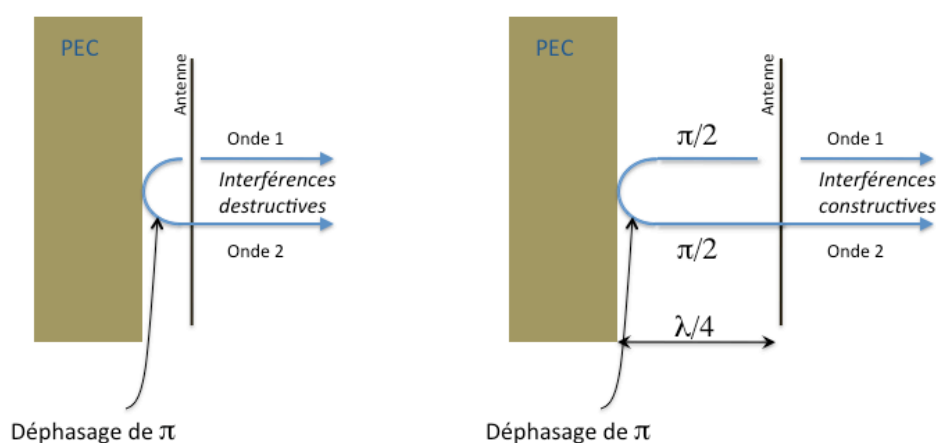 PEC
Antenne
Onde 1
Interférences
destructives
Onde 2
Déphasage de π
PEC
Antenne
π/2
Onde 1
Interférences
constructives
π/2
Onde 2
λ/4
Déphasage de π